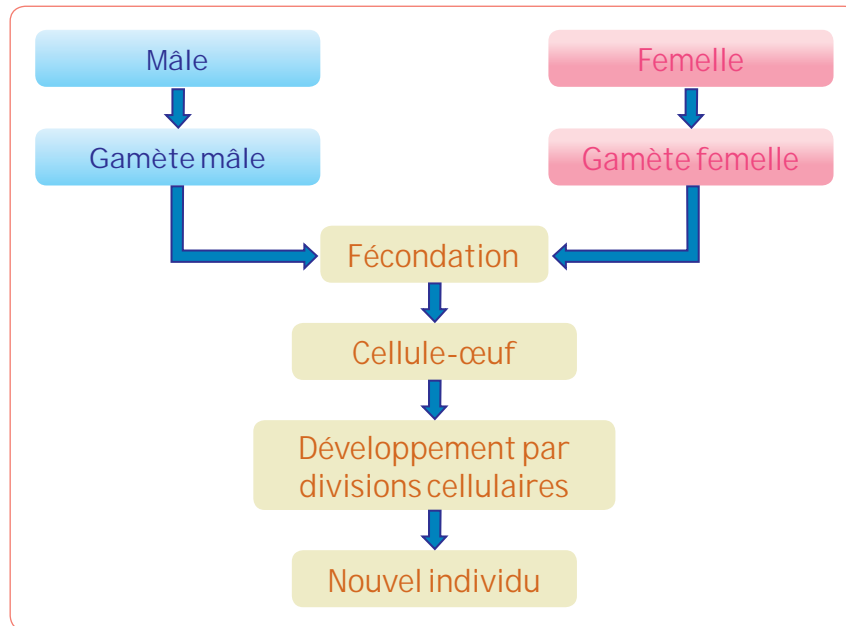 Mâle
Femelle
Gamète mâle
Gamète femelle
Fécondation
Cellule-œuf
Développement par
divisions cellulaires
Nouvel individu